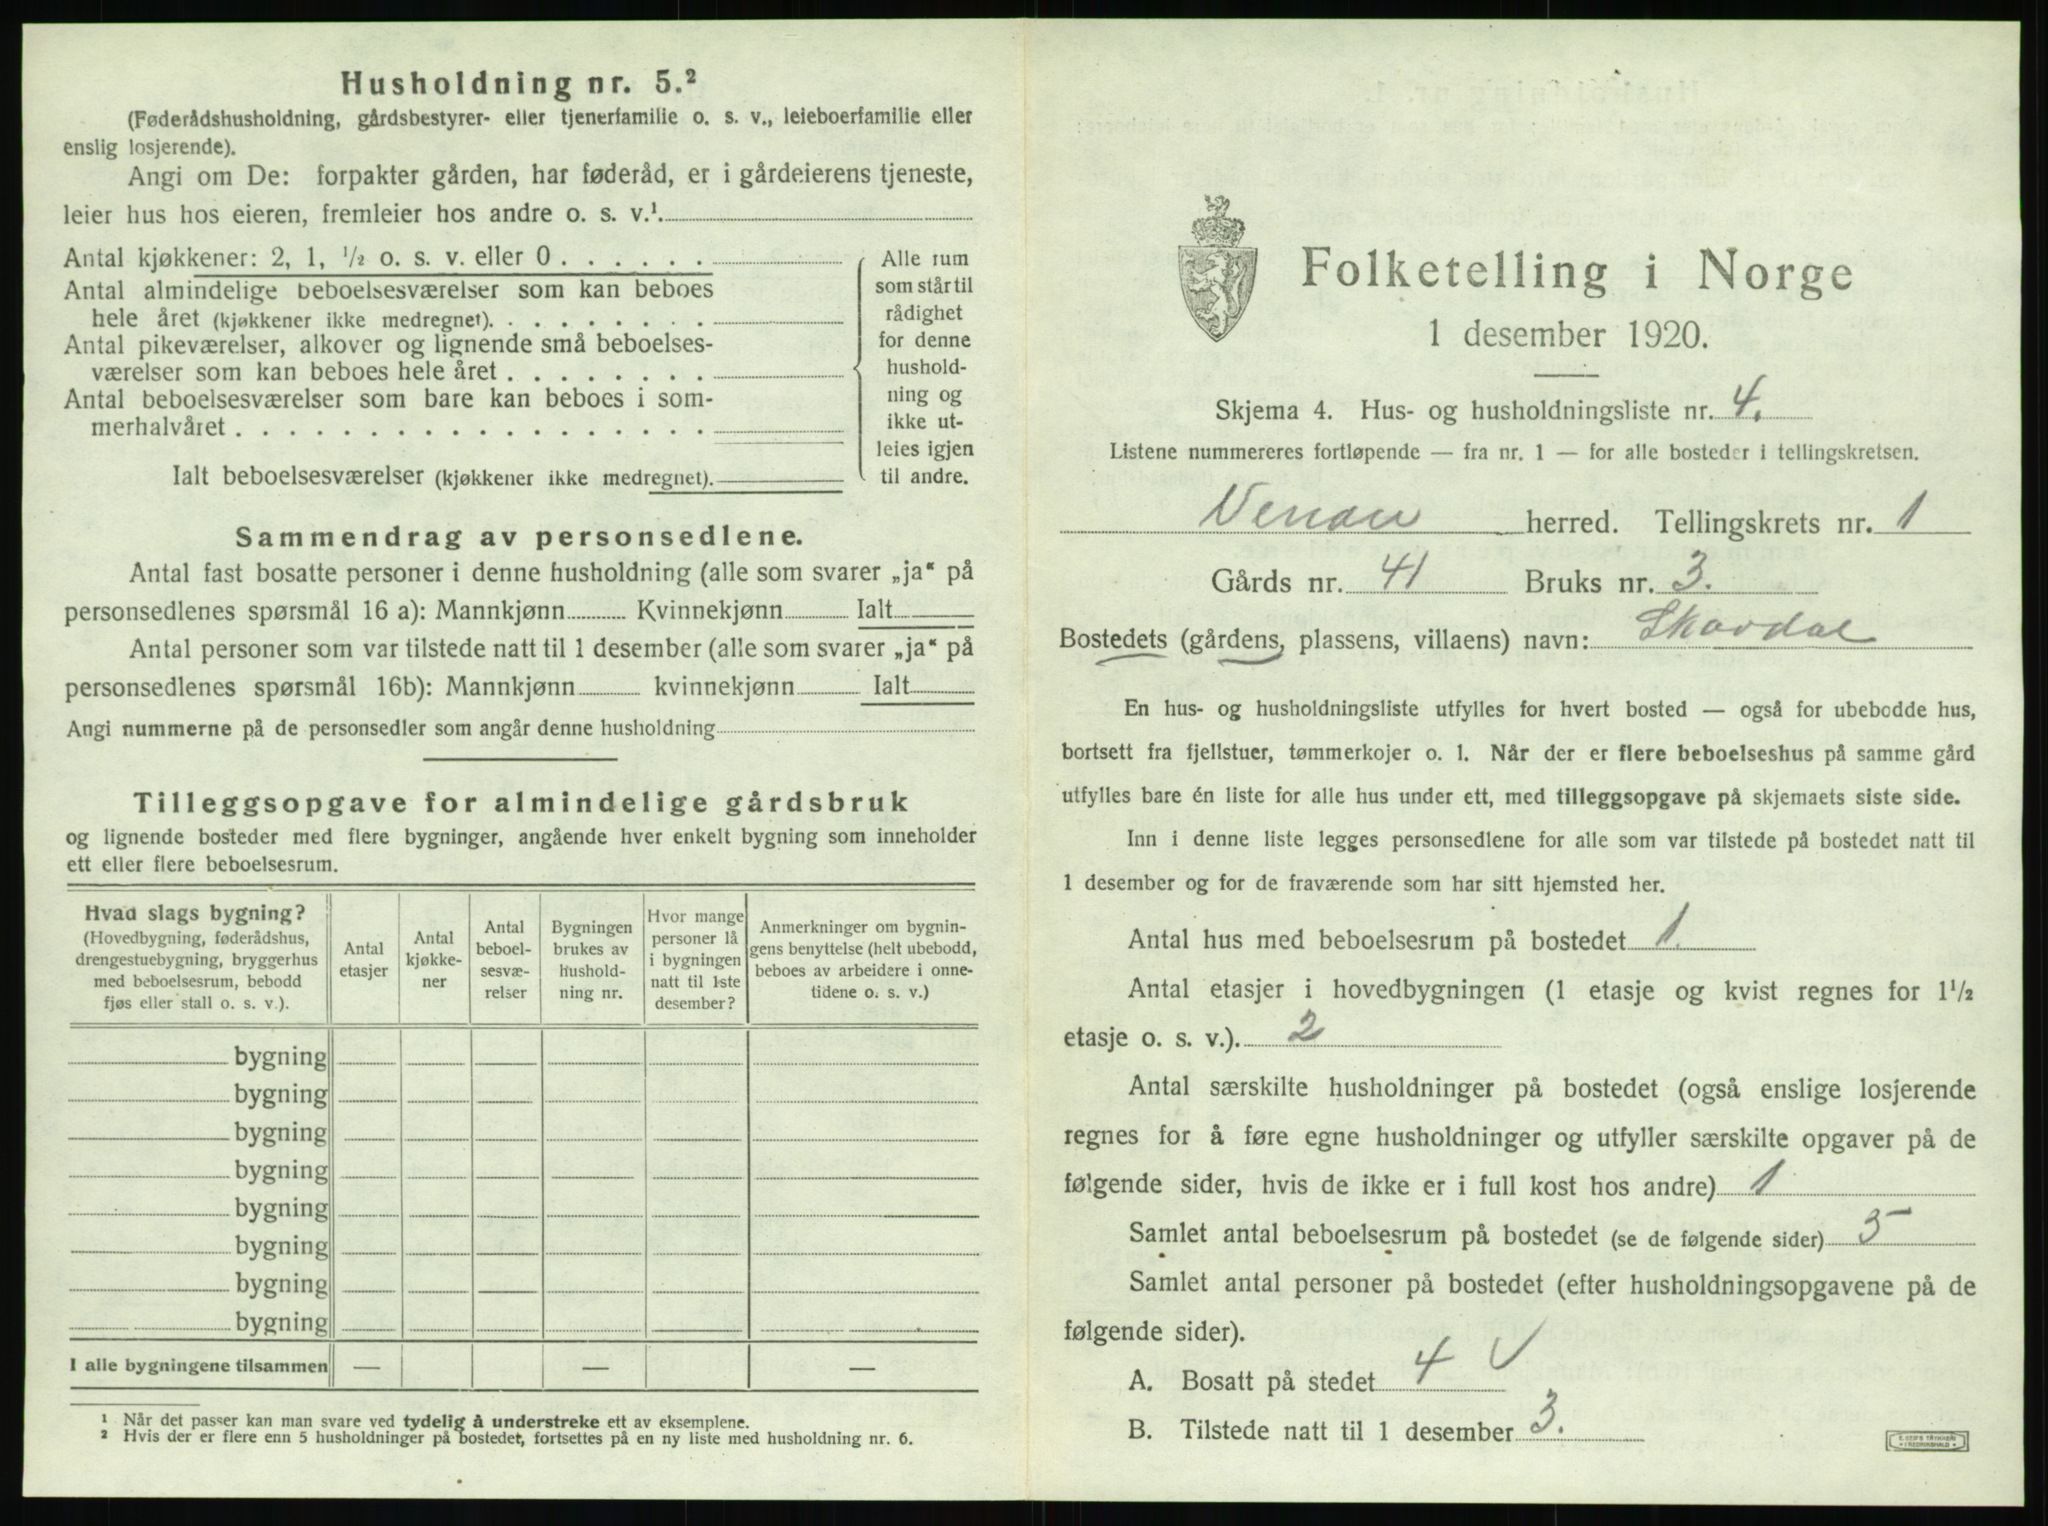 Husholdning nr. 5.²
(Føderådshusholdning, gårdsbestyrer- eller tjenerfamilie o. s. v., leieboerfamilie eller
enslig losjerende).
Angi om De: forpakter gården, har føderåd, er i gårdeierens tjeneste,
leier hus hos eieren, fremleier hos andre o. s. v.¹
Antal kjøkkener: 2, 1, ½ o. s. v. eller 0 . . . . . .
Antal almindelige beboelsesværelser som kan beboes
hele året (kjøkkener ikke medregnet). . . . . . . . .
Antal pikeværelser, alkover og lignende små beboelses-
værelser som kan beboes hele året . . . . . . . .
Antal beboelsesværelser som bare kan beboes i som-
merhalvåret . . . . . . . . . . . . . . . . . .
Ialt beboelsesværelser (kjøkkener ikke medregnet).
Alle rum
som står til
rådighet
for denne
hushold-
ning og
ikke ut-
leies igjen
til andre.
Sammendrag av personsedlene.
Antal fast bosatte personer i denne husholdning (alle som svarer „ja“ på
personsedlenes spørsmål 16 a): Mannkjønn Kvinnekjønn Ialt
Antal personer som var tilstede natt til 1 desember (alle som svarer „ja“ på
personsedlenes spørsmål 16b): Mannkjønn kvinnekjønn Ialt
Angi nummerne på de personsedler som angår denne husholdning
Tilleggsopgave for almindelige gårdsbruk
og lignende bosteder med flere bygninger, angående hver enkelt bygning som inneholder
ett eller flere beboelsesrum.
Hvad slags bygning?
(Hovedbygning, føderådshus,
drengestuebygning, bryggerhus
med beboelsesrum, bebodd
fjøs eller stall o. s. v.).
Antal
etasjer
Antal
kjøkke-
ner
Antal
beboel-
sesvæ-
relser
Bygningen
brukes av
hushold-
ning nr.
Hvor mange
personer lå
i bygningen
natt til 1ste
desember?
Anmerkninger om bygnin-
gens benyttelse (helt ubebodd,
beboes av arbeidere i onne-
tidene o. s. v.)
bygning
bygning
bygning
bygning
bygning
bygning
bygning
bygning
I alle bygningene tilsammen — — —
¹ Når det passer kan man svare ved tydelig å understreke ett av eksemplene.
² Hvis der er flere enn 5 husholdninger på bostedet, fortsettes på en ny liste med husholdning nr. 6.
Folketelling i Norge
1 desember 1920.
Skjema 4. Hus- og husholdningsliste nr. 4.
Listene nummereres fortløpende — fra nr. 1 — for alle bosteder i tellingskretsen.
herred. Tellingskrets nr. 1
Gårds nr. 41 Bruks nr. 3.
Bostedets (gårdens, plassens, villaens) navn: Skovdal
En hus- og husholdningsliste utfylles for hvert bosted — også for ubebodde hus,
bortsett fra fjellstuer, tømmerkojer o. l. Når der er flere beboelseshus på samme gård
utfylles bare én liste for alle hus under ett, med tilleggsopgave på skjemaets siste side.
Inn i denne liste legges personsedlene for alle som var tilstede på bostedet natt til
1 desember og for de fraværende som har sitt hjemsted her.
Antal hus med beboelsesrum på bostedet 1.
Antal etasjer i hovedbygningen (1 etasje og kvist regnes for 1½
etasje o. s. v.). 2
Antal særskilte husholdninger på bostedet (også enslige losjerende
regnes for å føre egne husholdninger og utfyller særskilte opgaver på de
følgende sider, hvis de ikke er i full kost hos andre) 1
Samlet antal beboelsesrum på bostedet (se de følgende sider) 5
Samlet antal personer på bostedet (efter husholdningsopgavene på de
følgende sider).
A. Bosatt på stedet 4 V
B. Tilstede natt til 1 desember 3.